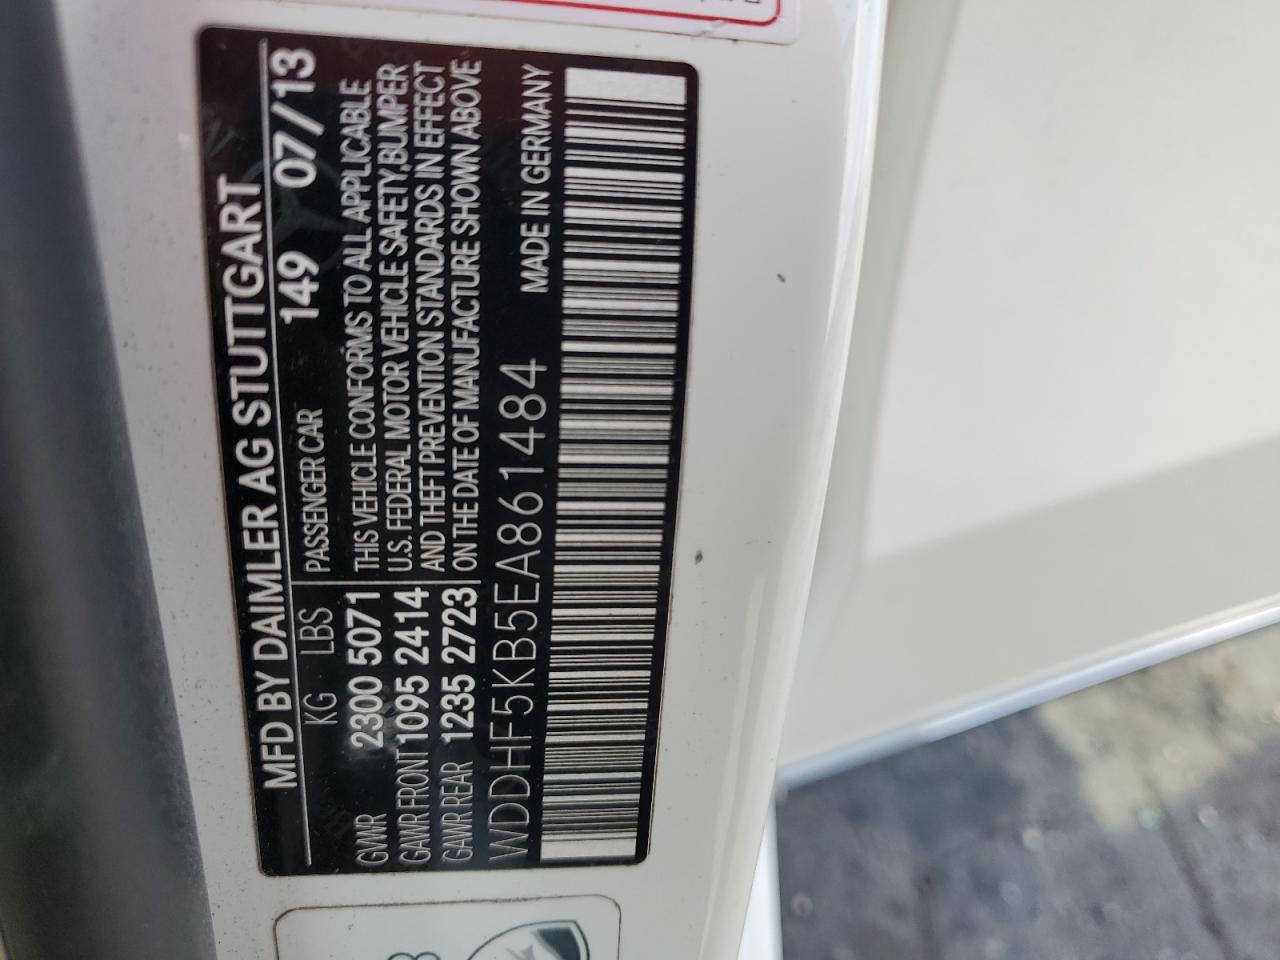 MFD BY DAIMLER AG STUTTGART
KG LBS PASSENGER CAR 149 07/13
GVWR 2300 5071
GAWR FRONT 1095 2414
GAWR REAR 1235 2723
THIS VEHICLE CONFORMS TO ALL APPLICABLE
U.S. FEDERAL MOTOR VEHICLE SAFETY,BUMPER
AND THEFT PREVENTION STANDARDS IN EFFECT
ON THE DATE OF MANUFACTURE SHOWN ABOVE
WDDHF5KB5EA861484 MADE IN GERMANY